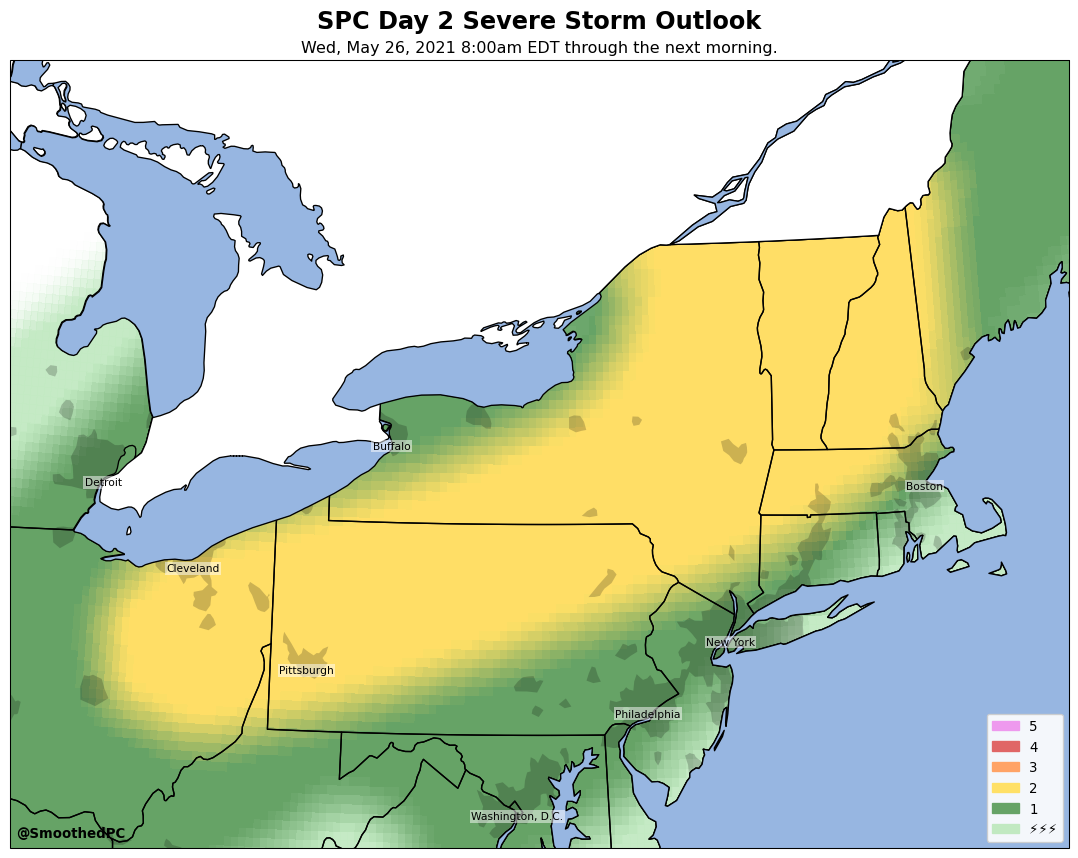 SPC Day 2 Severe Storm Outlook
Wed, May 26, 2021 8:00am EDT through the next morning.
Buffalo
Detroit
Boston
Cleveland
New York
Pittsburgh
Philadelphia
Washington, D.C.
5
4
3
2
1
⚡⚡⚡
@SmoothedPC